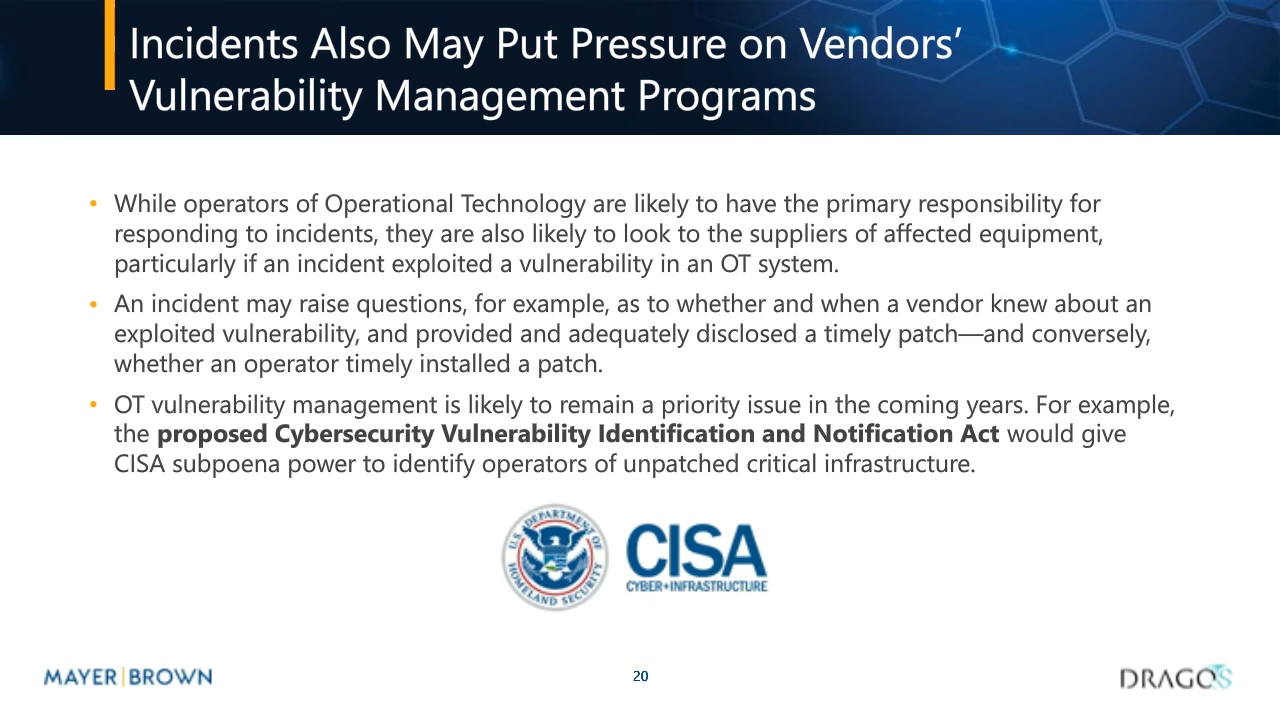 Incidents Also May Put Pressure on Vendors’
Vulnerability Management Programs
• While operators of Operational Technology are likely to have the primary responsibility for
responding to incidents, they are also likely to look to the suppliers of affected equipment,
particularly if an incident exploited a vulnerability in an OT system.
• An incident may raise questions, for example, as to whether and when a vendor knew about an
exploited vulnerability, and provided and adequately disclosed a timely patch—and conversely,
whether an operator timely installed a patch.
• OT vulnerability management is likely to remain a priority issue in the coming years. For example,
the proposed Cybersecurity Vulnerability Identification and Notification Act would give
CISA subpoena power to identify operators of unpatched critical infrastructure.
U.S. DEPARTMENT OF
HOMELAND SECURITY
CISA
CYBER+INFRASTRUCTURE
MAYER|BROWN
20
DRAGOS